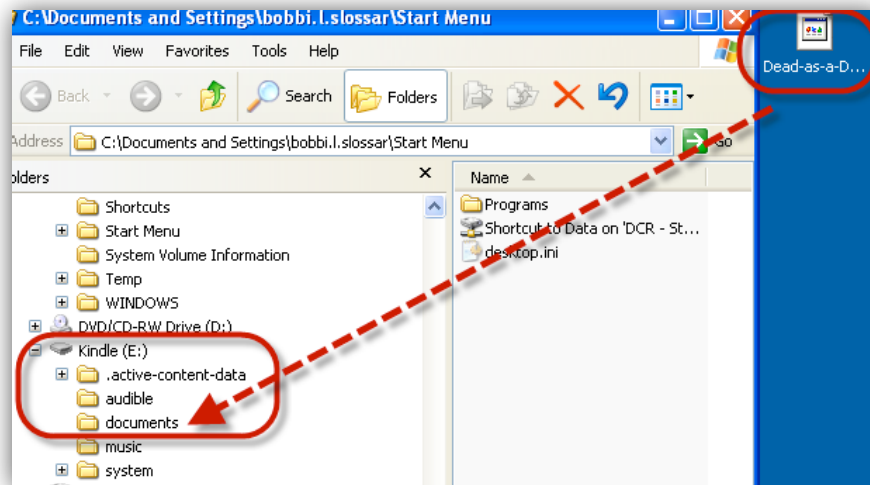 C:\Documents and Settings\bobbi.l.slossar\Start Menu
File Edit View Favorites Tools Help
Back Search Folders
Address C:\Documents and Settings\bobbi.l.slossar\Start Menu Go
olders
Shortcuts
Start Menu
System Volume Information
Temp
WINDOWS
DVD/CD-RW Drive (D:)
Kindle (E:)
.active-content-data
audible
documents
music
system
Name
Programs
Shortcut to Data on 'DCR - St...
desktop.ini
Dead-as-a-D...